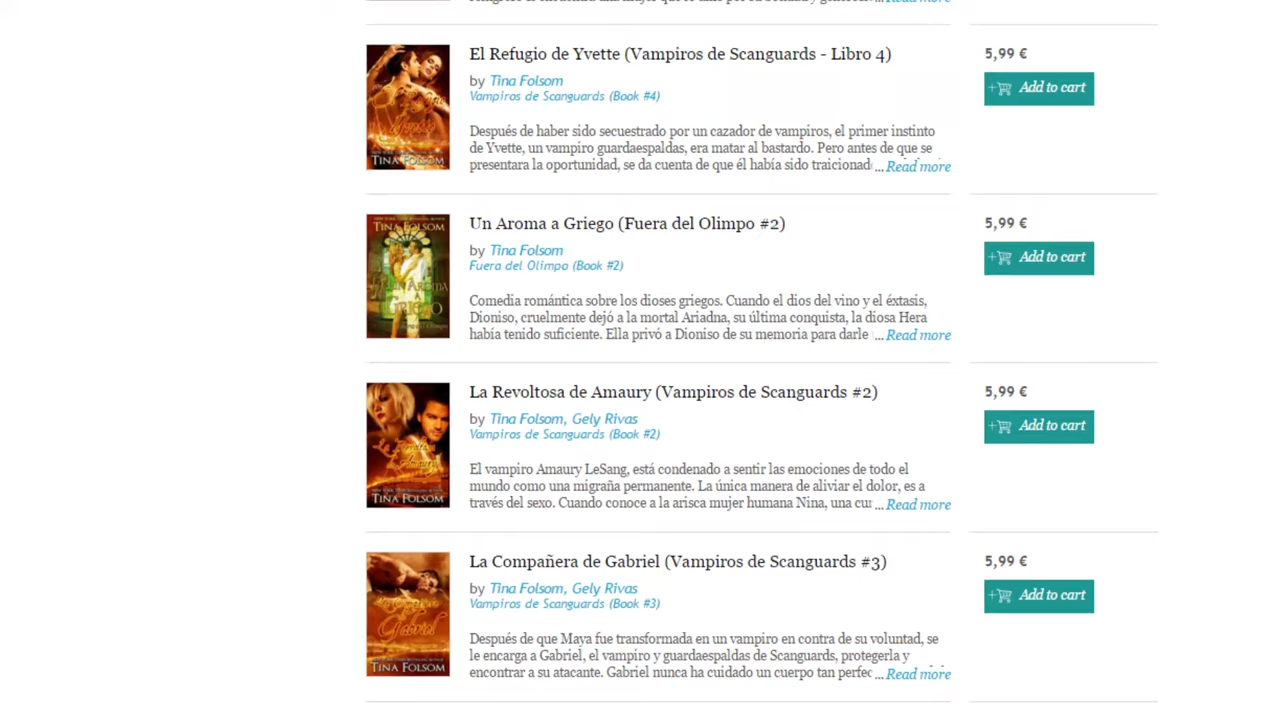 ...Read more
El Refugio de Yvette (Vampiros de Scanguards - Libro 4)
by Tina Folsom
Vampiros de Scanguards (Book #4)
Después de haber sido secuestrado por un cazador de vampiros, el primer instinto
de Yvette, un vampiro guardaespaldas, era matar al bastardo. Pero antes de que se
presentara la oportunidad, se da cuenta de que él había sido ...Read more
5,99 €
Add to cart
TINA FOLSOM
Un Aroma a Griego (Fuera del Olimpo #2)
by Tina Folsom
Fuera del Olimpo (Book #2)
Comedia romántica sobre los dioses griegos. Cuando el dios del vino y el éxtasis,
Dioniso, cruelmente dejó a la mortal Ariadna, su última conquista, la diosa Hera
había tenido suficiente. Ella privó a Dioniso de su memoria para darle ...Read more
5,99 €
Add to cart
TINA FOLSOM
UN AROMA
A
GRIEGO
La Revoltosa de Amaury (Vampiros de Scanguards #2)
by Tina Folsom, Gely Rivas
Vampiros de Scanguards (Book #2)
El vampiro Amaury LeSang, está condenado a sentir las emociones de todo el
mundo como una migraña permanente. La única manera de aliviar el dolor, es a
través del sexo. Cuando conoce a la arisca mujer humana Nina, una ...Read more
5,99 €
Add to cart
TINA FOLSOM
La Compañera de Gabriel (Vampiros de Scanguards #3)
by Tina Folsom, Gely Rivas
Vampiros de Scanguards (Book #3)
Después de que Maya fue transformada en un vampiro en contra de su voluntad, se
le encarga a Gabriel, el vampiro y guardaespaldas de Scanguards, protegerla y
encontrar a su atacante. Gabriel nunca ha cuidado un cuerpo tan ...Read more
5,99 €
Add to cart
Gabriel
TINA FOLSOM